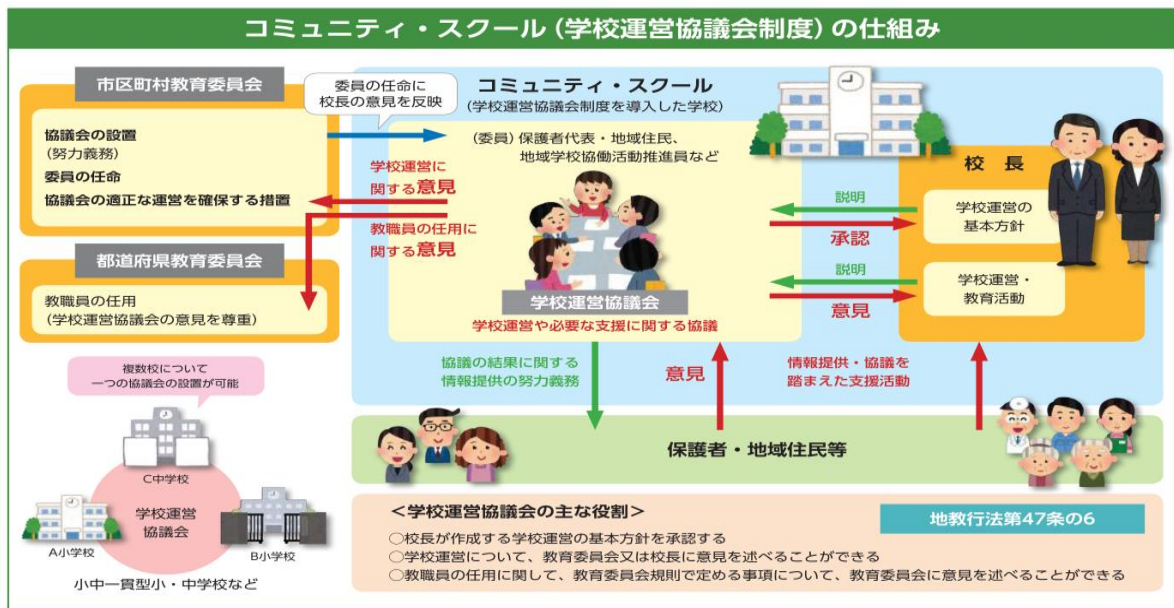 コミュニティ・スクール(学校運営協議会制度)の仕組み
市区町村教育委員会
協議会の設置
(努力義務)
委員の任命
協議会の適正な運営を確保する措置
委員の任命に
校長の意見を反映
コミュニティ・スクール
(学校運営協議会制度を導入した学校)
(委員)保護者代表・地域住民、
地域学校協働活動推進員など
学校運営に
関する意見
教職員の任用に
関する意見
都道府県教育委員会
教職員の任用
(学校運営協議会の意見を尊重)
学校運営協議会
学校運営や必要な支援に関する協議
校長
説明
承認
学校運営の
基本方針
説明
意見
学校運営・
教育活動
協議の結果に関する
情報提供の努力義務
意見
情報提供・協議を
踏まえた支援活動
保護者・地域住民等
複数校について
一つの協議会の設置が可能
C中学校
学校運営
協議会
A小学校
B小学校
小中一貫型小・中学校など
<学校運営協議会の主な役割>
地教行法第47条の6
○校長が作成する学校運営の基本方針を承認する
○学校運営について、教育委員会又は校長に意見を述べることができる
○教職員の任用に関して、教育委員会規則で定める事項について、教育委員会に意見を述べることができる